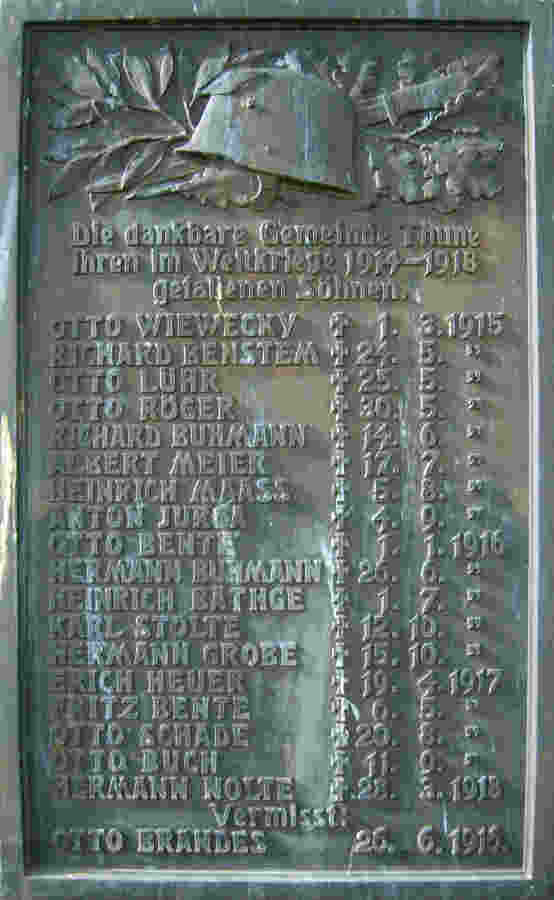 Die dankbare Gemeinde Thune
ihren im Weltkriege 1914–1918
gefallenen Söhnen.
OTTO WIEWECKY ✝ 1. 3. 1915
RICHARD BENSTEM ✝ 24. 5. "
OTTO LÜHR ✝ 25. 5. "
OTTO RÖGER ✝ 30. 5. "
RICHARD BUHMANN ✝ 14. 6. "
ALBERT MEIER ✝ 17. 7. "
HEINRICH MAASS ✝ 5. 8. "
ANTON ✝ 4. 9. "
OTTO BENTE ✝ 1. 1. 1916
HERMANN BUHMANN ✝ 26. 6. "
HEINRICH BATHGE ✝ 1. 7. "
KARL STOLTE ✝ 12. 10. "
HERMANN GROBE ✝ 15. 10. "
ERICH HEUER ✝ 19. 4. 1917
FRITZ BENTE ✝ 6. 5. "
OTTO SCHADE ✝ 20. 8. "
OTTO BUCH ✝ 11. 9. "
HERMANN NOLTE ✝ 28. 3. 1918
Vermisst:
OTTO BRANDES 26. 6. 1916.